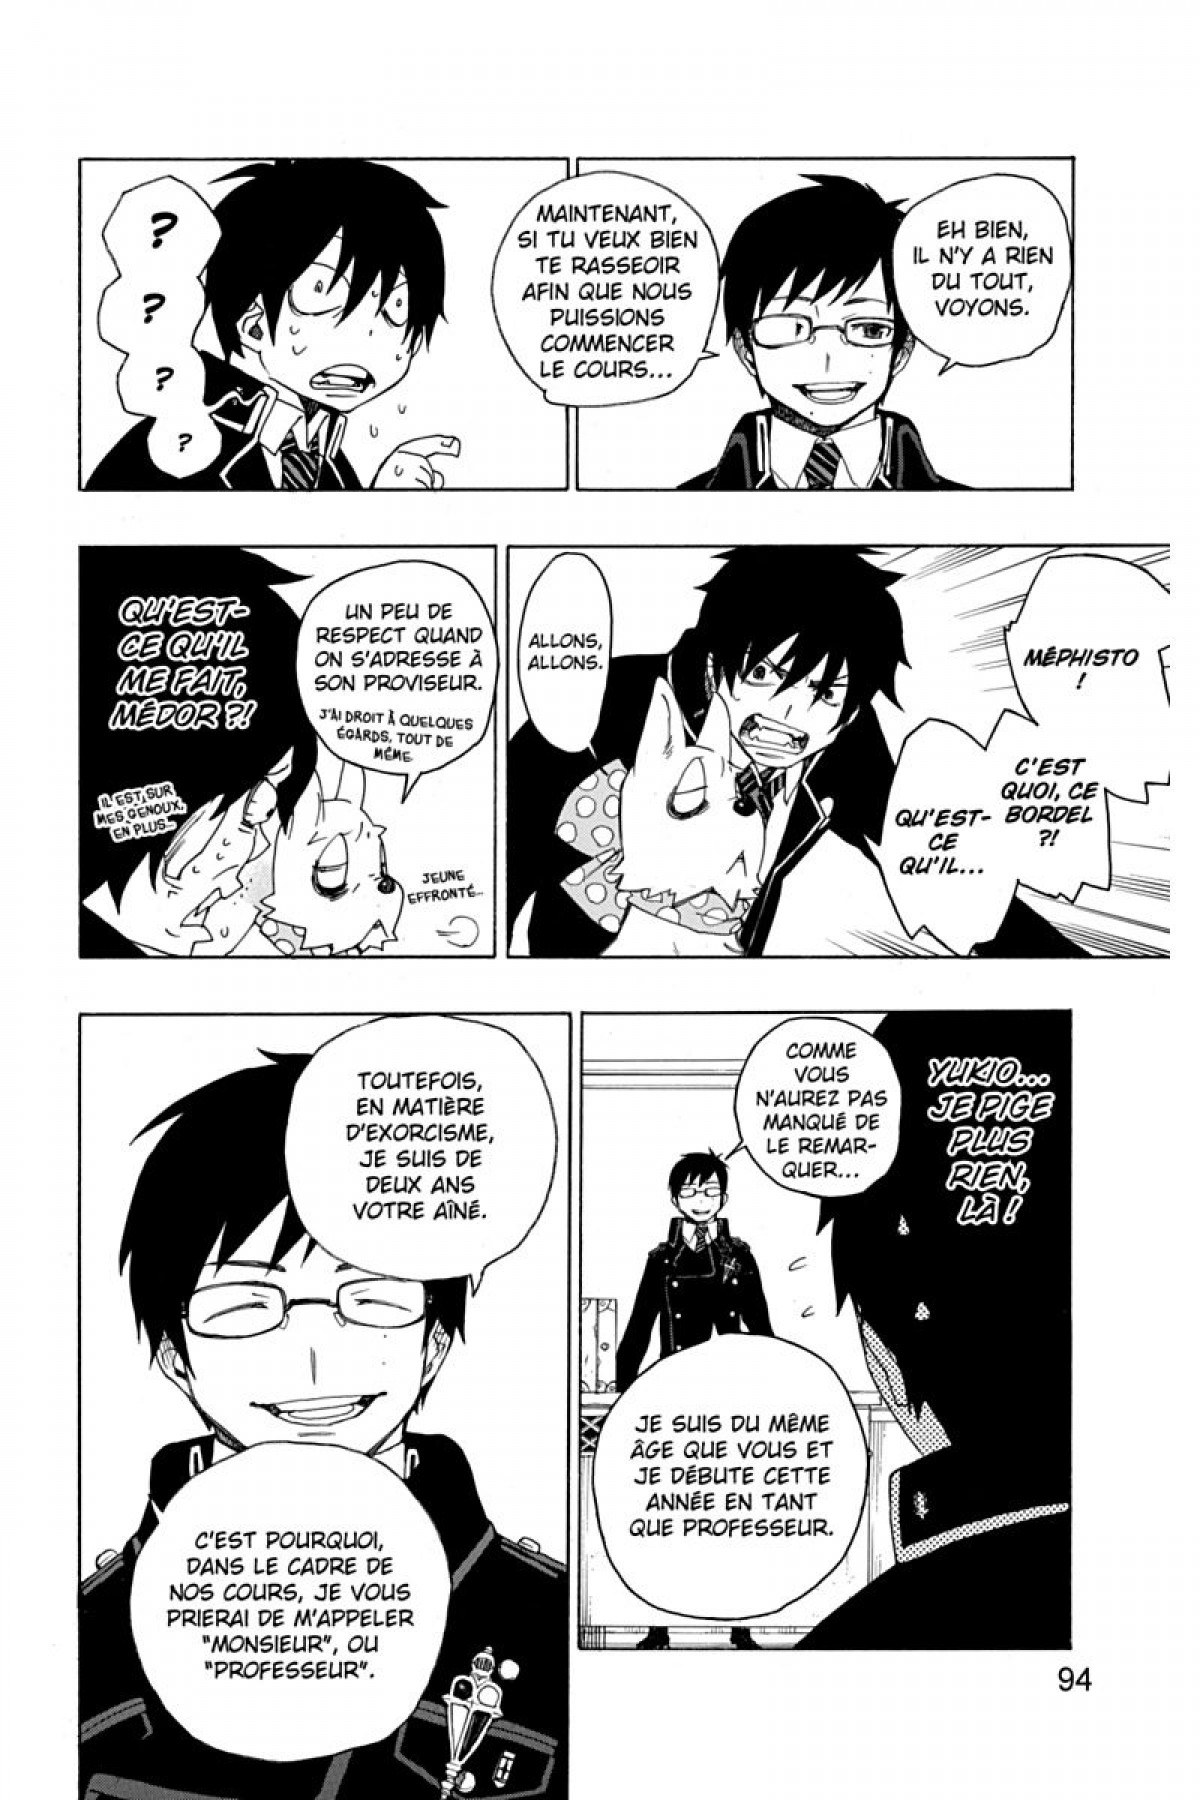 EH BIEN,
IL N'Y A RIEN
DU TOUT,
VOYONS.
MAINTENANT,
SI TU VEUX BIEN
TE RASSEOIR
AFIN QUE NOUS
PUISSIONS
COMMENCER
LE COURS...
?
?
?
?
MÉPHISTO
!
C'EST
QUOI, CE
BORDEL
?!
QU'EST-
CE
QU'IL...
ALLONS,
ALLONS.
UN PEU DE
RESPECT QUAND
ON S'ADRESSE À
SON PROVISEUR.
J'AI DROIT À QUELQUES
ÉGARDS, TOUT DE
MÊME
QU'EST-
CE QU'IL
ME FAIT,
MÉDOR ?!
IL EST SUR
MES GENOUX,
EN PLUS...
JEUNE
EFFRONTÉ...
YUKIO...
JE PIGE
PLUS
RIEN,
LÀ !
COMME
VOUS
N'AUREZ PAS
MANQUÉ DE
LE REMAR-
QUER...
JE SUIS DU MÊME
ÂGE QUE VOUS ET
JE DÉBUTE CETTE
ANNÉE EN TANT
QUE PROFESSEUR.
TOUTEFOIS,
EN MATIÈRE
D'EXORCISME,
JE SUIS DE
DEUX ANS
VOTRE AÎNÉ.
C'EST POURQUOI,
DANS LE CADRE DE
NOS COURS, JE VOUS
PRIERAI DE M'APPELER
"MONSIEUR", OU
"PROFESSEUR".
94